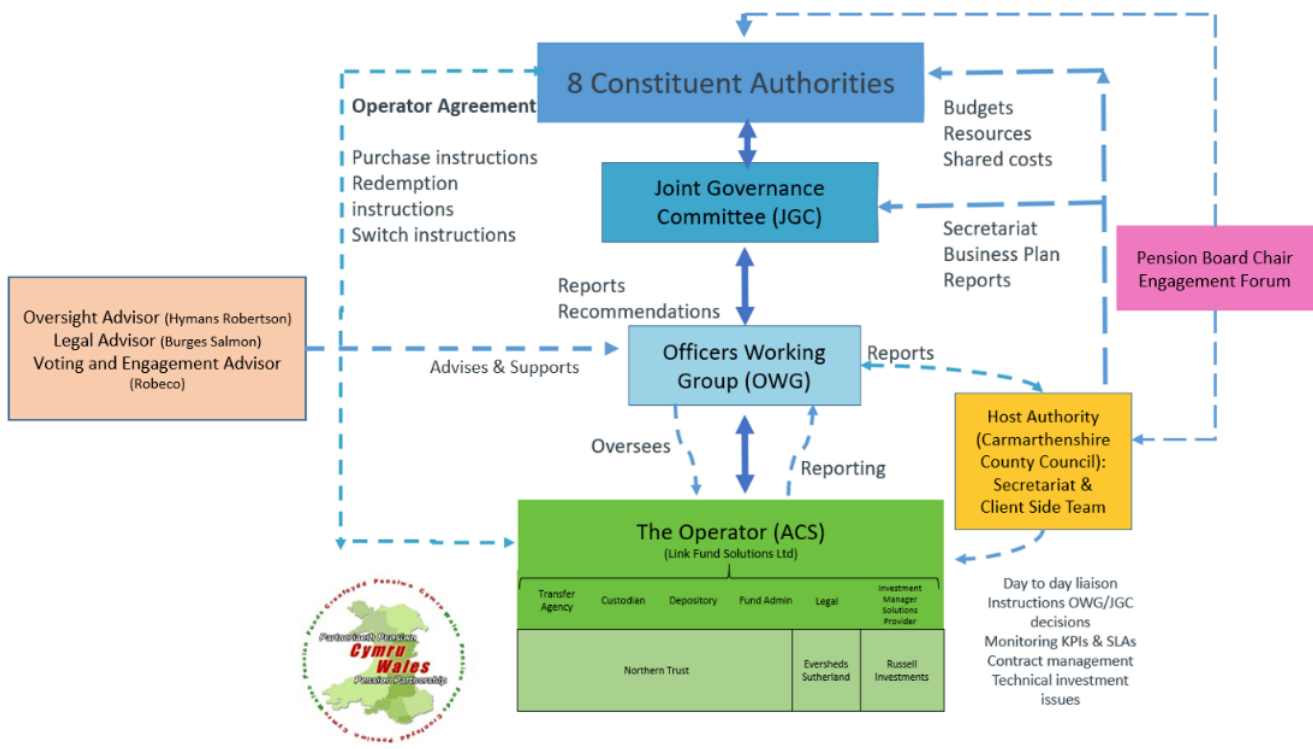 8 Constituent Authorities
Operator Agreement
Purchase instructions
Redemption
instructions
Switch instructions
Budgets
Resources
Shared costs
Joint Governance
Committee (JGC)
Secretariat
Business Plan
Reports
Pension Board Chair
Engagement Forum
Oversight Advisor (Hymans Robertson)
Legal Advisor (Burges Salmon)
Voting and Engagement Advisor
(Robeco)
Reports
Recommendations
Advises & Supports
Officers Working
Group (OWG)
Reports
Host Authority
(Carmarthenshire
County Council):
Secretariat &
Client Side Team
Oversees
Reporting
The Operator (ACS)
(Link Fund Solutions Ltd)
Transfer
Agency
Custodian
Depository
Fund Admin
Legal
Investment
Manager
Solutions
Provider
Northern Trust
Eversheds
Sutherland
Russell
Investments
Day to day liaison
Instructions OWG/JGC
decisions
Monitoring KPIs & SLAs
Contract management
Technical investment
issues
Partneriaeth Pensiwn
Cymru
Wales
Pension Partnership